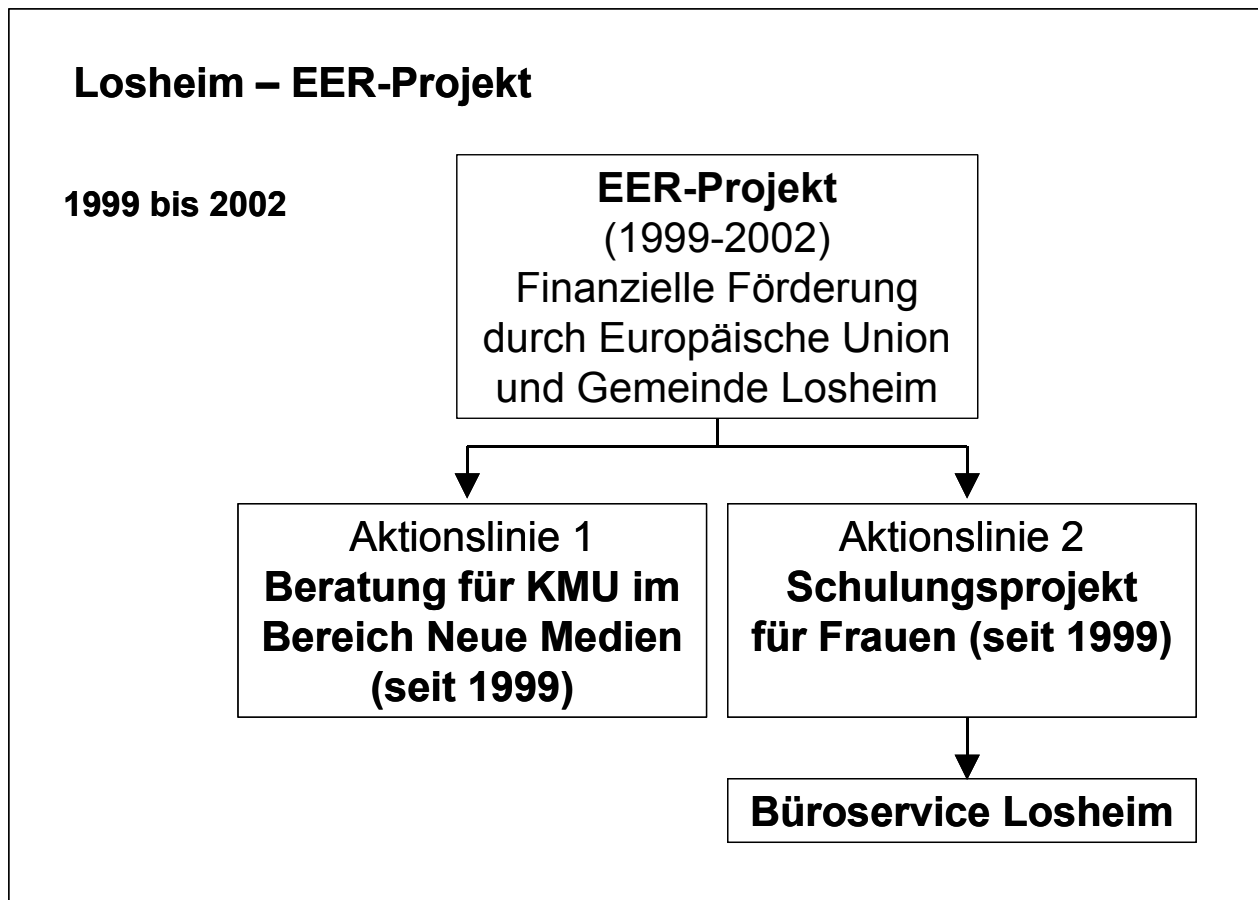 Losheim – EER-Projekt
1999 bis 2002
EER-Projekt
(1999-2002)
Finanzielle Förderung
durch Europäische Union
und Gemeinde Losheim
Aktionslinie 1
Beratung für KMU im
Bereich Neue Medien
(seit 1999)
Aktionslinie 2
Schulungsprojekt
für Frauen (seit 1999)
Büroservice Losheim